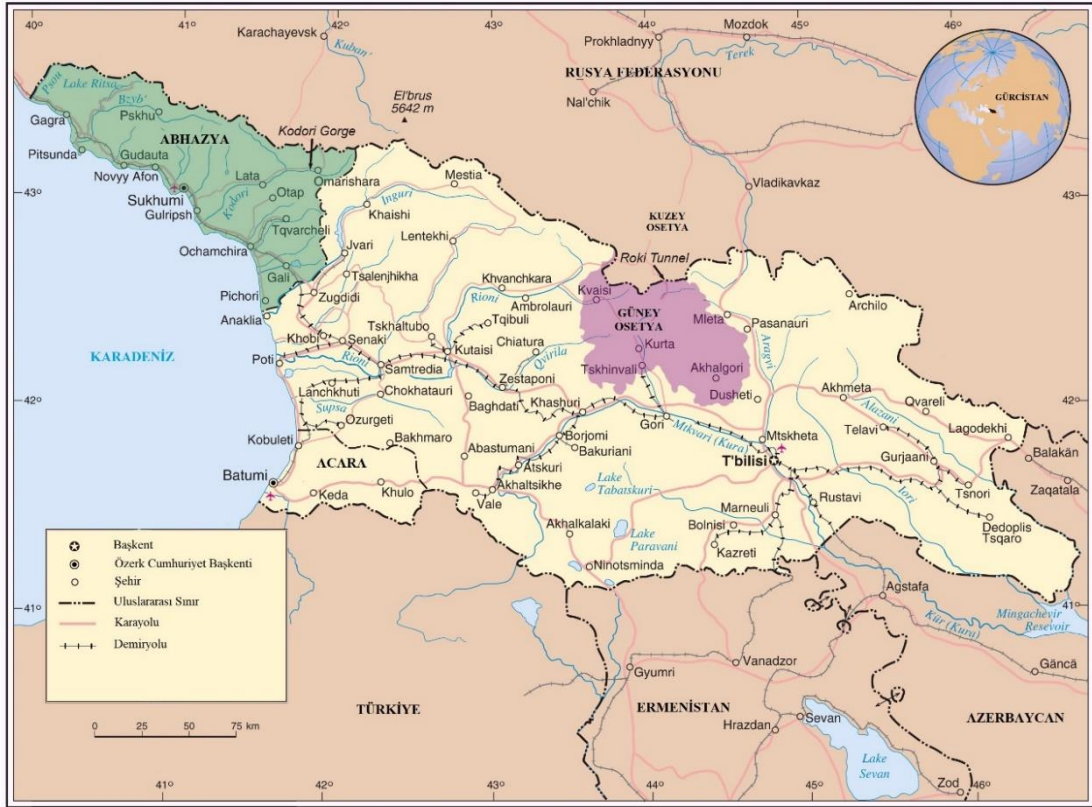 40°
41°
42°
43°
44°
45°
46°
Karachayevsk
Kuban'
Prokhladnyy
Mozdok
Terek
RUSYA FEDERASYONU
Nal'chik
GÜRCİSTAN
Psou
Lake Ritsa
Bzyb'
Pskhu
El'brus
5642 m
Gagra
ABHAZYA
Kodori Gorge
Pitsunda
Gudauta
Novyy Afon
Lata
Omarishara
Mestia
43°
43°
Vladikavkaz
Sukhumi
Otap
Kodori
Inguri
Khaishi
Gulripsh
Tqvarcheli
KUZEY
OSETYA
Lentekhi
Ochamchira
Jvari
Roki Tunnel
Gali
Tsalenjhikha
Khvanchkara
Kvaisi
Archilo
Pichori
Zugdidi
Rioni
Ambrolauri
GÜNEY
OSETYA
Mleta
Anaklia
Tqibuli
Pasanauri
Tskhaltubo
Khobi
Senaki
Chiatura
Kurta
Aragvi
KARADENİZ
Poti
Rioni
Kutaisi
Qvirila
Tskhinvali
Samtredia
Zestaponi
Akhalgori
Lanchkhuti
Chokhatauri
Akhmeta
Qvareli
42°
42°
Supsa
Baghdati
Khashuri
Dusheti
Alazani
Ozurgeti
Gori
Mtkvari (Kura)
Telavi
Lagodekhi
Kobuleti
Bakhmaro
Borjomi
Mtskheta
Abastumani
Bakuriani
Gurjaani
Balakän
T'bilisi
ACARA
Atskuri
Batumi
Akhaltsikhe
Lake
Tabatskuri
Iori
Tsnori
Zaqatala
Keda
Khulo
Vale
Rustavi
Marneuli
Akhalkalaki
Bolnisi
Dedoplis
Tsqaro
Lake
Paravani
Kazreti
Başkent
Özerk Cumhuriyet Başkenti
Ninotsminda
Şehir
Agstafa
41°
41°
Uluslararası Sınır
Mingachevir
Resevoir
Karayolu
Kür (Kura)
Demiryolu
Vanadzor
Gäncä
Gyumri
TÜRKİYE
ERMENİSTAN
AZERBAYCAN
Sevan
0 25 50 75 km
Hrazdan
Lake
Sevan
Zod
41°
42°
43°
44°
45°
46°